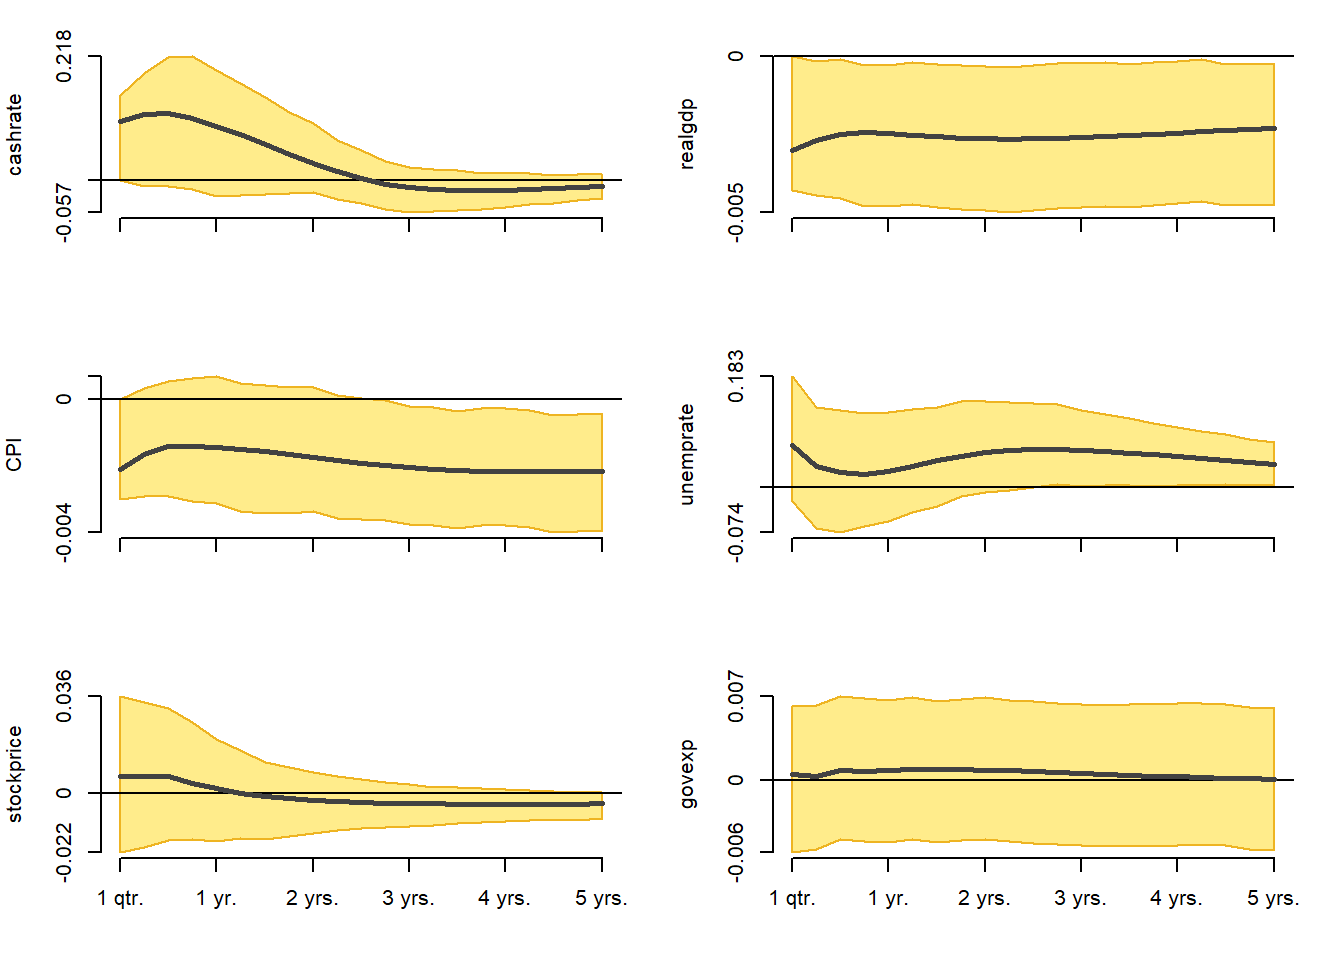 cashrate
0.218
-0.057
realgdp
0
-0.005
CPI
0
-0.004
unemprate
0.183
-0.074
stockprice
0.036
0
-0.022
govexp
0.007
0
-0.006
1 qtr. 1 yr. 2 yrs. 3 yrs. 4 yrs. 5 yrs.
1 qtr. 1 yr. 2 yrs. 3 yrs. 4 yrs. 5 yrs.